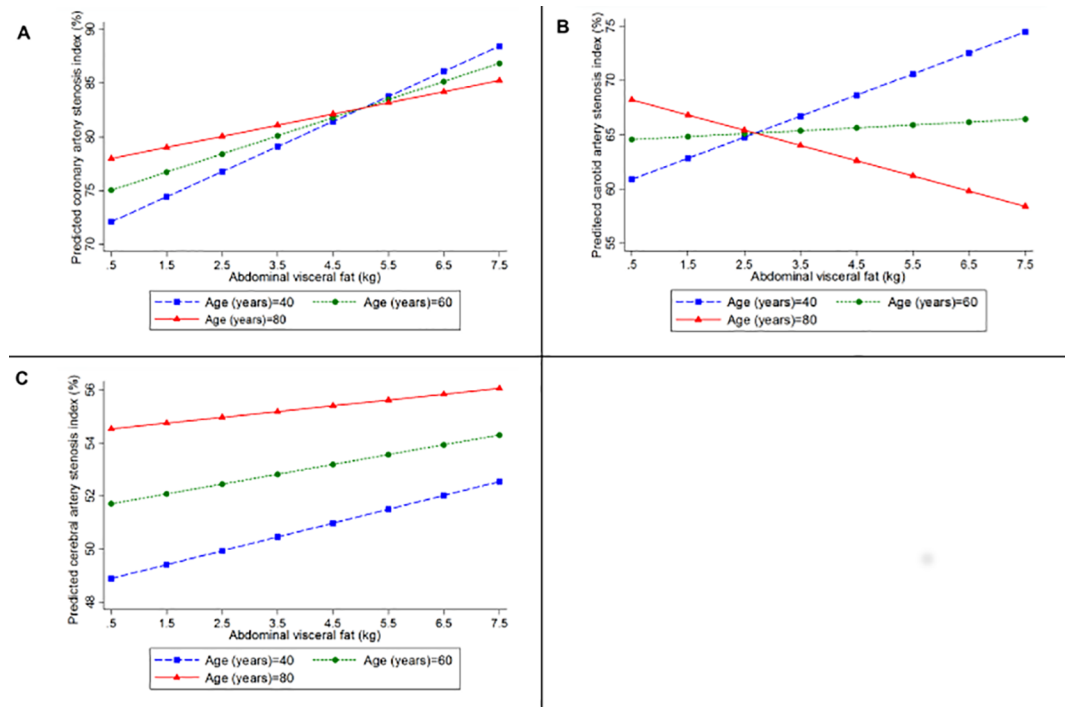 A
Predicted coronary artery stenosis index (%)
90
85
80
75
70
.5 1.5 2.5 3.5 4.5 5.5 6.5 7.5
Abdominal visceral fat (kg)
Age (years)=40 Age (years)=60
Age (years)=80
B
Prediteed carotid artery stenosis index (%)
75
70
65
60
55
.5 1.5 2.5 3.5 4.5 5.5 6.5 7.5
Abdominal visceral fat (kg)
Age (years)=40 Age (years)=60
Age (years)=80
C
Predicted cerebral artery stenosis index (%)
56
54
52
50
48
.5 1.5 2.5 3.5 4.5 5.5 6.5 7.5
Abdominal visceral fat (kg)
Age (years)=40 Age (years)=60
Age (years)=80